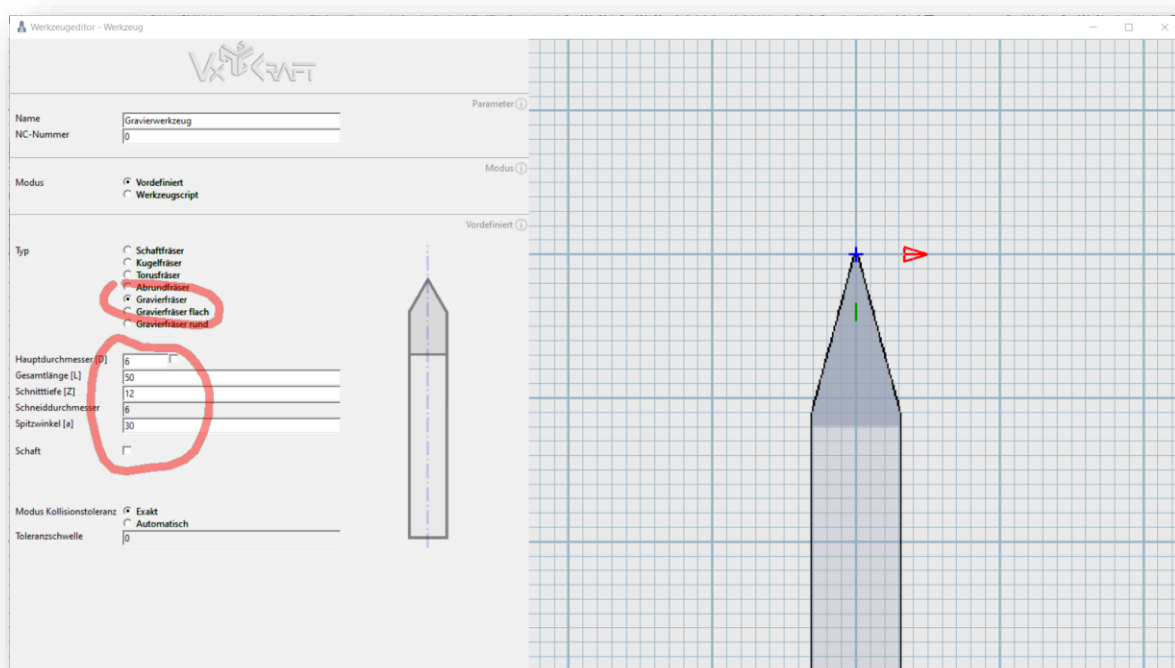 Werkzeugeditor - Werkzeug
VxCRAFT
Parameter
Name Gravierwerkzeug
NC-Nummer 0
Modus
Modus Vordefiniert
Werkzeugscript
Vordefiniert
Typ Schaftfräser
Kugelfräser
Torusfräser
Abrundfräser
Gravierfräser
Gravierfräser flach
Gravierfräser rund
Hauptdurchmesser [D] 6
Gesamtlänge [L] 50
Schnitttiefe [Z] 12
Schneiddurchmesser 6
Spitzwinkel [a] 30
Schaft
Modus Kollisionstoleranz Exakt
Automatisch
Toleranzschwelle 0